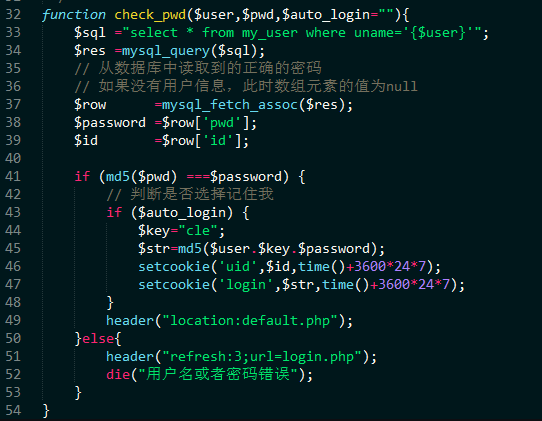 32 function check_pwd($user,$pwd,$auto_login=""){
33     $sql ="select * from my_user where uname='{$user}'";
34     $res =mysql_query($sql);
35     // 从数据库中读取到的正确的密码
36     // 如果没有用户信息，此时数组元素的值为null
37     $row      =mysql_fetch_assoc($res);
38     $password =$row['pwd'];
39     $id       =$row['id'];
40
41     if (md5($pwd) ===$password) {
42         // 判断是否选择记住我
43         if ($auto_login) {
44             $key="cle";
45             $str=md5($user.$key.$password);
46             setcookie('uid',$id,time()+3600*24*7);
47             setcookie('login',$str,time()+3600*24*7);
48         }
49         header("location:default.php");
50     }else{
51         header("refresh:3;url=login.php");
52         die("用户名或者密码错误");
53     }
54 }